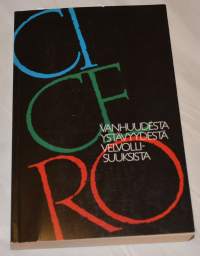 CI
CE
RO
VANHUUDESTA
YSTÄVYYDESTÄ
VELVOLLI-
SUUKSISTA